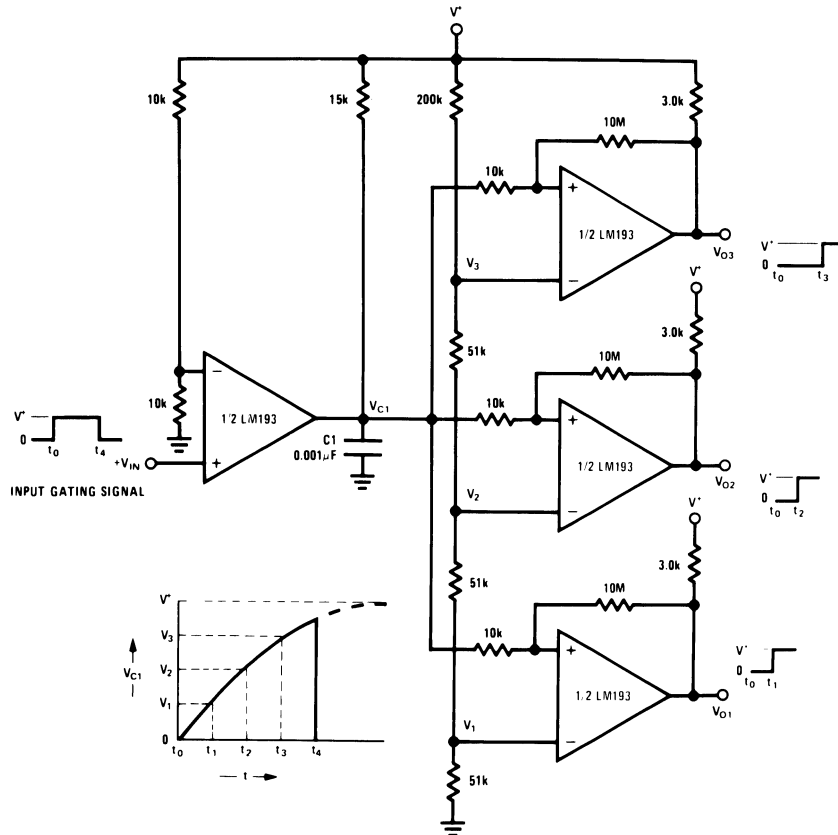 V+
10k
15k
200k
3.0k
10M
10k
+
1/2 LM193
−
V3
VO3
V+
0
t0
t3
V+
51k
3.0k
10M
10k
−
10k
1/2 LM193
VC1
+
1/2 LM193
−
C1
0.001μF
V+
0
t0
t4
+VIN
+
INPUT GATING SIGNAL
V2
VO2
V+
0
t0
t2
V+
51k
3.0k
10M
10k
+
1/2 LM193
−
V1
VO1
V+
0
t0
t1
51k
V+
V3
V2
V1
0
VC1
t0
t1
t2
t3
t4
t